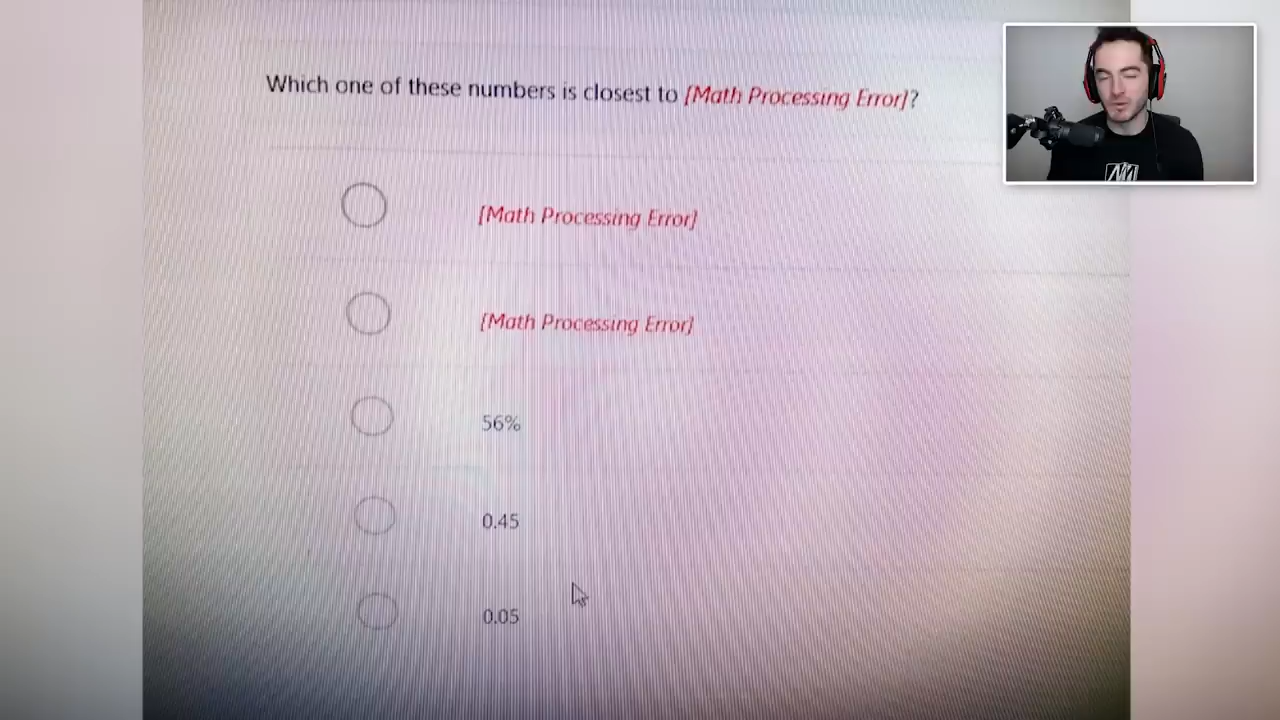 Which one of these numbers is closest to [Math Processing Error]?
[Math Processing Error]
[Math Processing Error]
56%
0.45
0.05